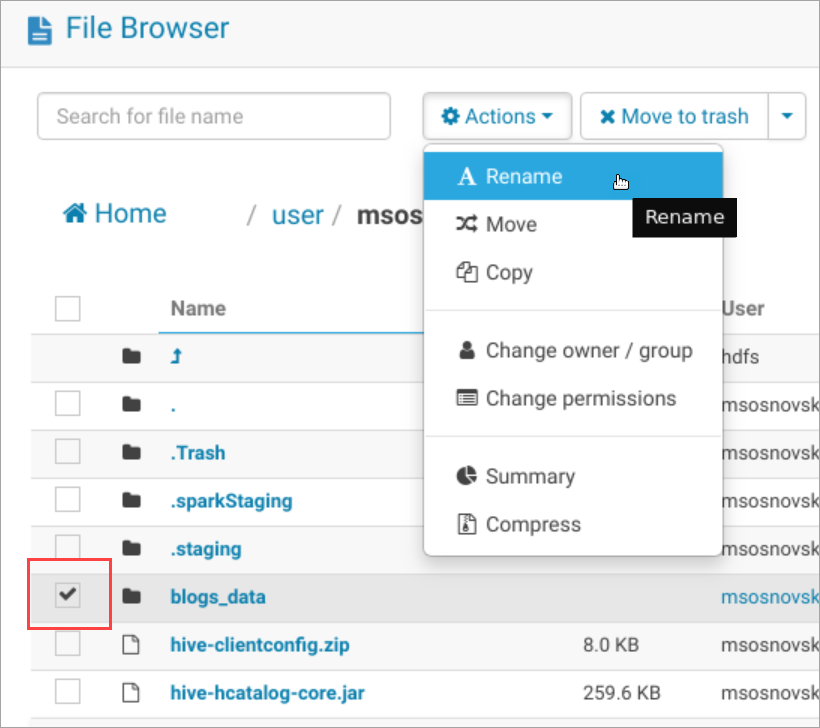 File Browser
Search for file name
Actions
Move to trash
Rename
Home / user / msos
Rename
Move
Copy
Name
User
Change owner / group
hdfs
Change permissions
.
msosnovsk
.Trash
msosnovsk
Summary
.sparkStaging
msosnovsk
Compress
.staging
msosnovsk
blogs_data
msosnovsk
hive-clientconfig.zip 8.0 KB msosnovsk
hive-hcatalog-core.jar 259.6 KB msosnovsk